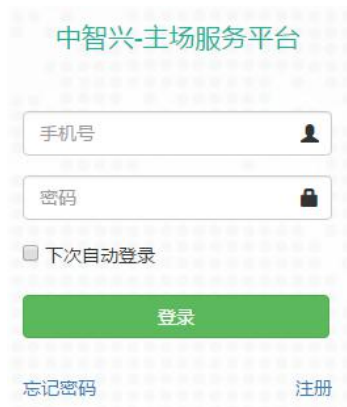 中智兴-主场服务平台
手机号
密码
下次自动登录
登录
忘记密码 注册